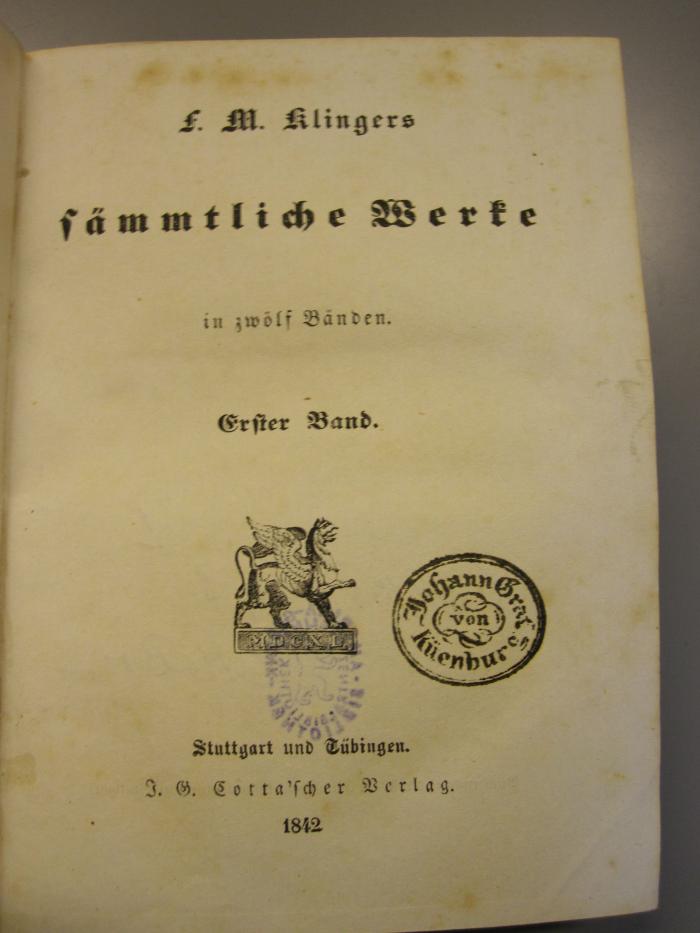 F. M. Klingers
sämmtliche Werke
in zwölf Bänden.
Erster Band.
MDCXL
Johann Graf
von
Küenburg
Stuttgart und Tübingen.
J. G. Cotta'scher Verlag.
1842